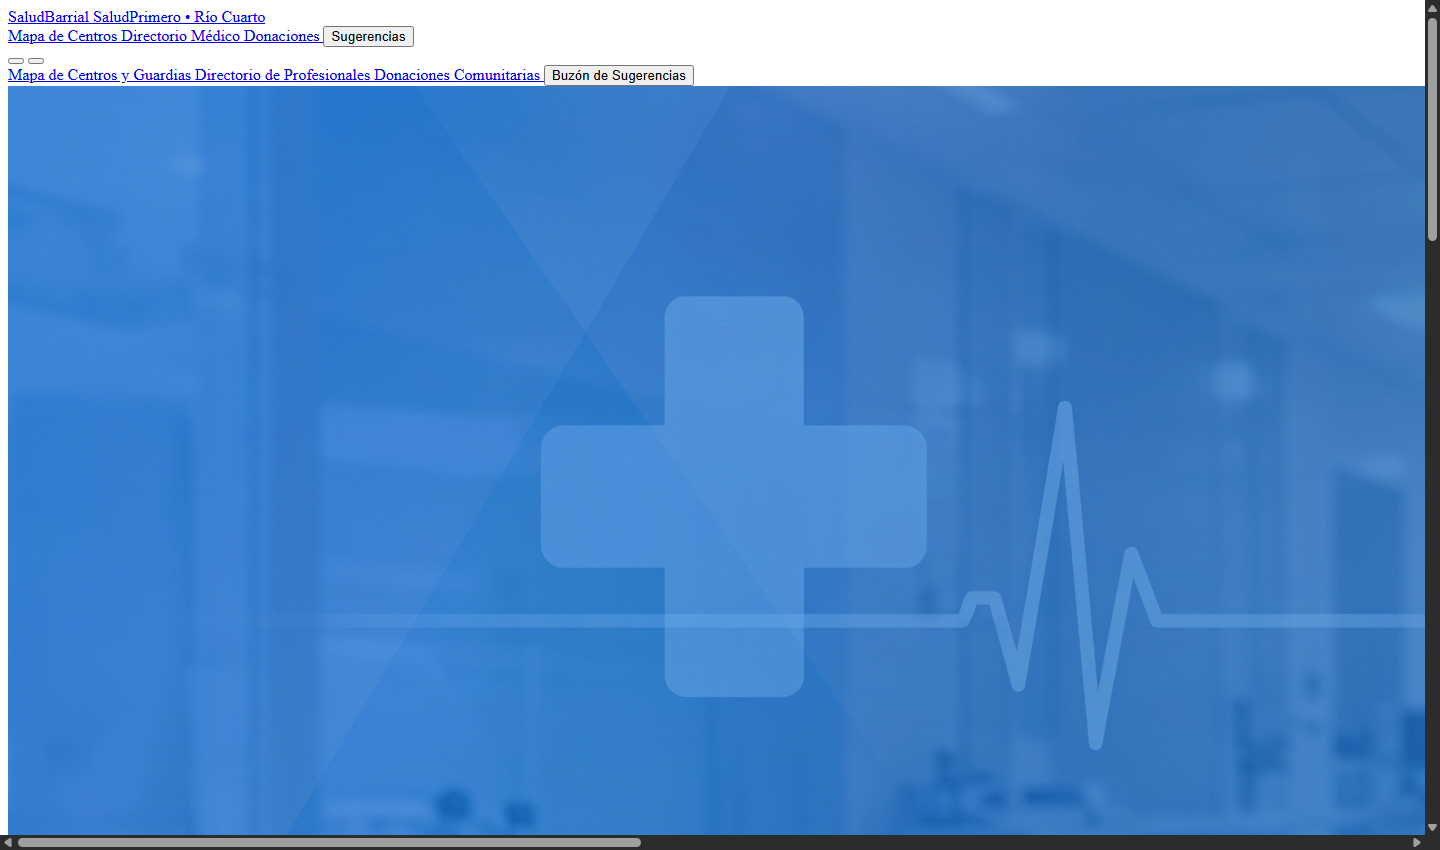 SaludBarrial SaludPrimero • Río Cuarto
Mapa de Centros Directorio Médico Donaciones Sugerencias
Mapa de Centros y Guardias Directorio de Profesionales Donaciones Comunitarias Buzón de Sugerencias